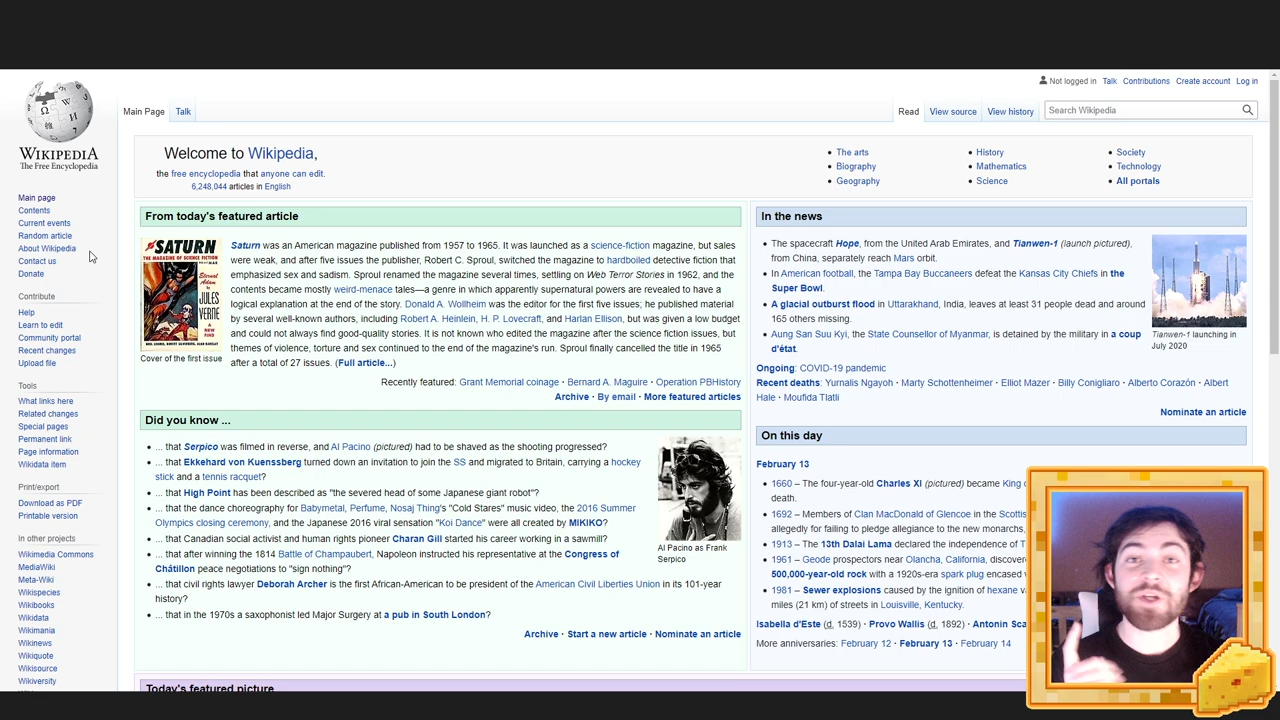 Not logged in Talk Contributions Create account Log in
Main Page Talk
Read View source View history Search Wikipedia
WIKIPEDIA
The Free Encyclopedia
Main page
Contents
Current events
Random article
About Wikipedia
Contact us
Donate
Contribute
Help
Learn to edit
Community portal
Recent changes
Upload file
Tools
What links here
Related changes
Special pages
Permanent link
Page information
Wikidata item
Print/export
Download as PDF
Printable version
In other projects
Wikimedia Commons
MediaWiki
Meta-Wiki
Wikispecies
Wikibooks
Wikidata
Wikimania
Wikinews
Wikiquote
Wikisource
Wikiversity
Welcome to Wikipedia,
the free encyclopedia that anyone can edit.
6,248,044 articles in English
The arts
Biography
Geography
History
Mathematics
Science
Society
Technology
All portals
From today's featured article
SATURN
THE MAGAZINE OF SCIENCE FICTION
Eternal
Adam
JULES
VERNE
Cover of the first issue
Saturn was an American magazine published from 1957 to 1965. It was launched as a science-fiction magazine, but sales
were weak, and after five issues the publisher, Robert C. Sproul, switched to hardboiled detective fiction that
emphasized sex and sadism. Sproul renamed the magazine several times, settling on Web Terror Stories in 1962, and the
contents became mostly weird-menace tales—a genre in which apparently supernatural powers are revealed to have a
logical explanation at the end of the story. Donald A. Wollheim was the editor for the first five issues; he published material
by several well-known authors, including Robert A. Heinlein, H. P. Lovecraft, and Harlan Ellison, but was given a low budget
and could not always find good-quality stories. It is not known who edited the magazine after the science fiction issues, but
themes of violence, torture and sex continued to the end of the magazine's run. Sproul finally cancelled the title in 1965
after a total of 27 issues. (Full article...)
Recently featured: Grant Memorial coinage · Bernard A. Maguire · Operation PBHistory
Archive · By email · More featured articles
Did you know ...
... that Serpico was filmed in reverse, and Al Pacino (pictured) had to be shaved as the shooting progressed?
... that Ekkehard von Kuenssberg turned down an invitation to join the SS and migrated to Britain, carrying a hockey
stick and a tennis racquet?
... that High Point has been described as "the severed head of some Japanese giant robot"?
... that the dance choreography for Babymetal, Perfume, Nosaj Thing's "Cold Stares" music video, the 2016 Summer
Olympics closing ceremony, and the Japanese 2016 viral sensation "Koi Dance" were all created by MIKIKO?
... that Canadian social activist and human rights pioneer Charan Gill started his career working in a sawmill?
... that after winning the 1814 Battle of Champaubert, Napoleon instructed his representative at the Congress of
Châtillon peace negotiations to "sign nothing"?
... that civil rights lawyer Deborah Archer is the first African-American to be president of the American Civil Liberties Union in its 101-year
history?
... that in the 1970s a saxophonist led Major Surgery at a pub in South London?
Al Pacino as Frank
Serpico
Archive · Start a new article · Nominate an article
Today's featured picture
In the news
The spacecraft Hope, from the United Arab Emirates, and Tianwen-1 (launch pictured),
from China, separately reach Mars orbit.
In American football, the Tampa Bay Buccaneers defeat the Kansas City Chiefs in the
Super Bowl.
A glacial outburst flood in Uttarakhand, India, leaves at least 31 people dead and around
165 others missing.
Aung San Suu Kyi, the State Counsellor of Myanmar, is detained by the military in a coup
d'état.
Tianwen-1 launching in
July 2020
Ongoing: COVID-19 pandemic
Recent deaths: Yurnalis Ngayoh · Marty Schottenheimer · Elliot Mazer · Billy Conigliaro · Alberto Corazón · Albert
Hale · Moufida Tlatli
Nominate an article
On this day
February 13
1660 – The four-year-old Charles XI (pictured) became King
death.
1692 – Members of Clan MacDonald of Glencoe in the
allegedly for failing to pledge allegiance to the new monarchs,
1913 – The 13th Dalai Lama declared the independence of
1961 – Geode prospectors near Olancha, California,
500,000-year-old rock with a 1920s-era spark plug encased
1981 – Sewer explosions caused by the ignition of hexane
miles (21 km) of streets in Louisville, Kentucky.
Isabella d'Este (d. 1539) · Provo Wallis (d. 1892) · Antonin
More anniversaries: February 12 · February 13 · February 14